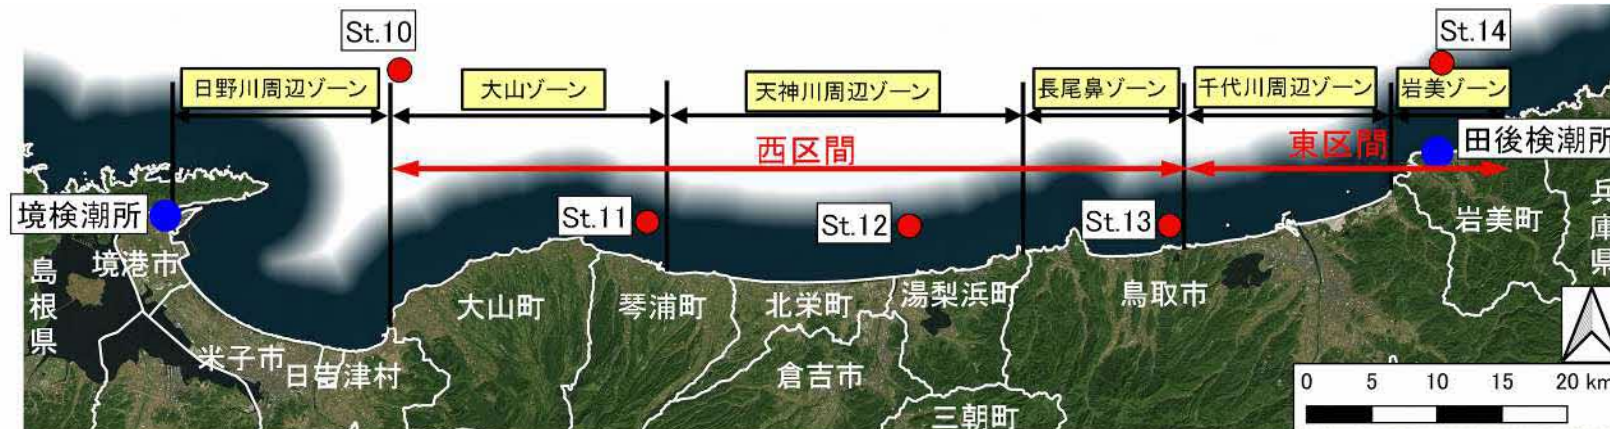 St.10
St.14
日野川周辺ゾーン
大山ゾーン
天神川周辺ゾーン
長尾鼻ゾーン
千代川周辺ゾーン
岩美ゾーン
西区間
東区間
田後検潮所
境検潮所
St.11
St.12
St.13
岩美町
兵庫県
島根県
境港市
大山町
琴浦町
北栄町
湯梨浜町
鳥取市
米子市
日吉津村
倉吉市
三朝町
0 5 10 15 20 km